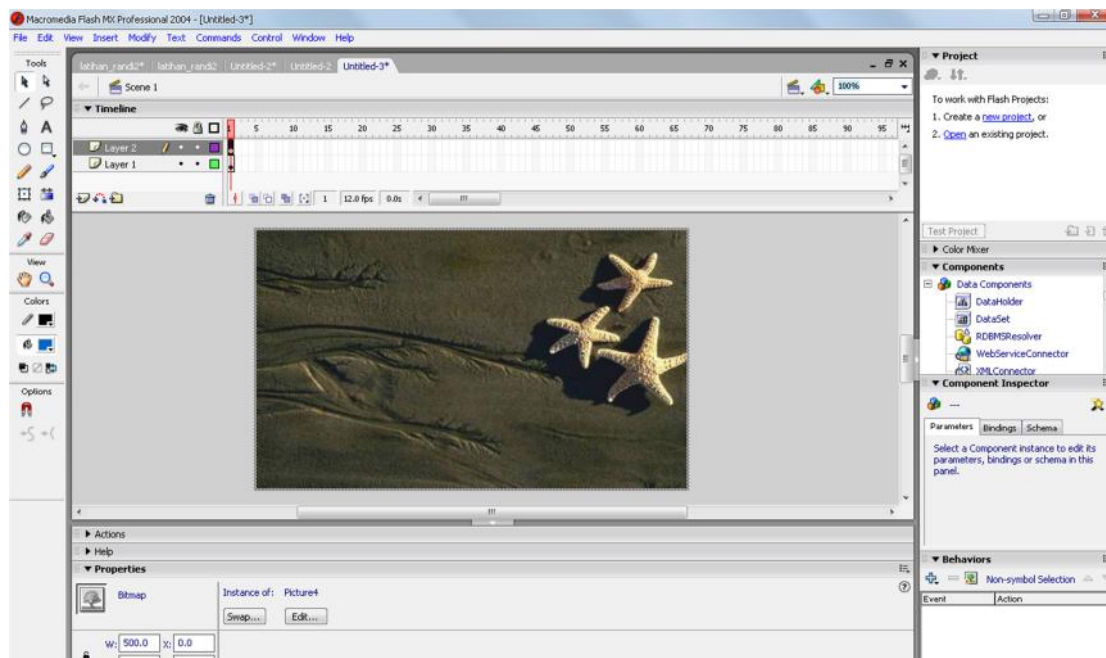 Macromedia Flash MX Professional 2004 - [Untitled-3*]
File Edit View Insert Modify Text Commands Control Window Help
Tools
View
Colors
Options
latihan_randi2* latihan_randi2 Untitled-2* Untitled-2 Untitled-3*
Scene 1
100%
Timeline
1 5 10 15 20 25 30 35 40 45 50 55 60 65 70 75 80 85 90 95
Layer 2
Layer 1
1 12.0 fps 0.0s
Actions
Help
Properties
Bitmap
Instance of: Picture4
Swap... Edit...
W: 500.0 X: 0.0
Project
To work with Flash Projects:
1. Create a new project, or
2. Open an existing project.
Test Project
Color Mixer
Components
Data Components
DataHolder
DataSet
RDBMSResolver
WebServiceConnector
XMLConnector
Component Inspector
Parameters Bindings Schema
Select a Component instance to edit its
parameters, bindings or schema in this
panel.
Behaviors
Non-symbol Selection
Event Action